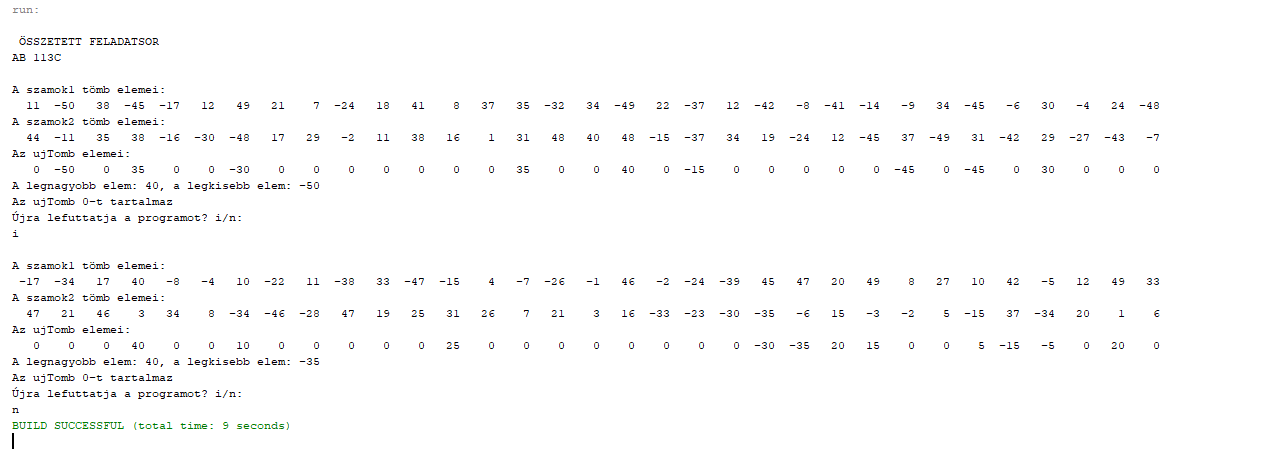 run:
ÖSSZETETT FELADATSOR
AB 113C
A szamok1 tömb elemei:
11 -50 38 -45 -17 12 49 21 7 -24 18 41 8 37 35 -32 34 -49 22 -37 12 -42 -8 -41 -14 -9 34 -45 -6 30 -4 24 -48
A szamok2 tömb elemei:
44 -11 35 38 -16 -30 -48 17 29 -2 11 38 16 1 31 48 40 48 -15 -37 34 19 -24 12 -45 37 -49 31 -42 29 -27 -43 -7
Az ujTomb elemei:
0 -50 0 35 0 0 -30 0 0 0 0 0 0 0 35 0 0 40 0 -15 0 0 0 0 0 -45 0 -45 0 30 0 0 0
A legnagyobb elem: 40, a legkisebb elem: -50
Az ujTomb 0-t tartalmaz
Újra lefuttatja a programot? i/n:
i
A szamok1 tömb elemei:
-17 -34 17 40 -8 -4 10 -22 11 -38 33 -47 -15 4 -7 -26 -1 46 -2 -24 -39 45 47 20 49 8 27 10 42 -5 12 49 33
A szamok2 tömb elemei:
47 21 46 3 34 8 -34 -46 -28 47 19 25 31 26 7 21 3 16 -33 -23 -30 -35 -6 15 -3 -2 5 -15 37 -34 20 1 6
Az ujTomb elemei:
0 0 0 40 0 0 10 0 0 0 0 0 25 0 0 0 0 0 0 0 0 -30 -35 20 15 0 0 5 -15 -5 0 20 0
A legnagyobb elem: 40, a legkisebb elem: -35
Az ujTomb 0-t tartalmaz
Újra lefuttatja a programot? i/n:
n
BUILD SUCCESSFUL (total time: 9 seconds)